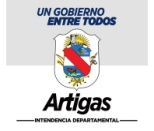 UN GOBIERNO
ENTRE TODOS
Artigas
INTENDENCIA DEPARTAMENTAL